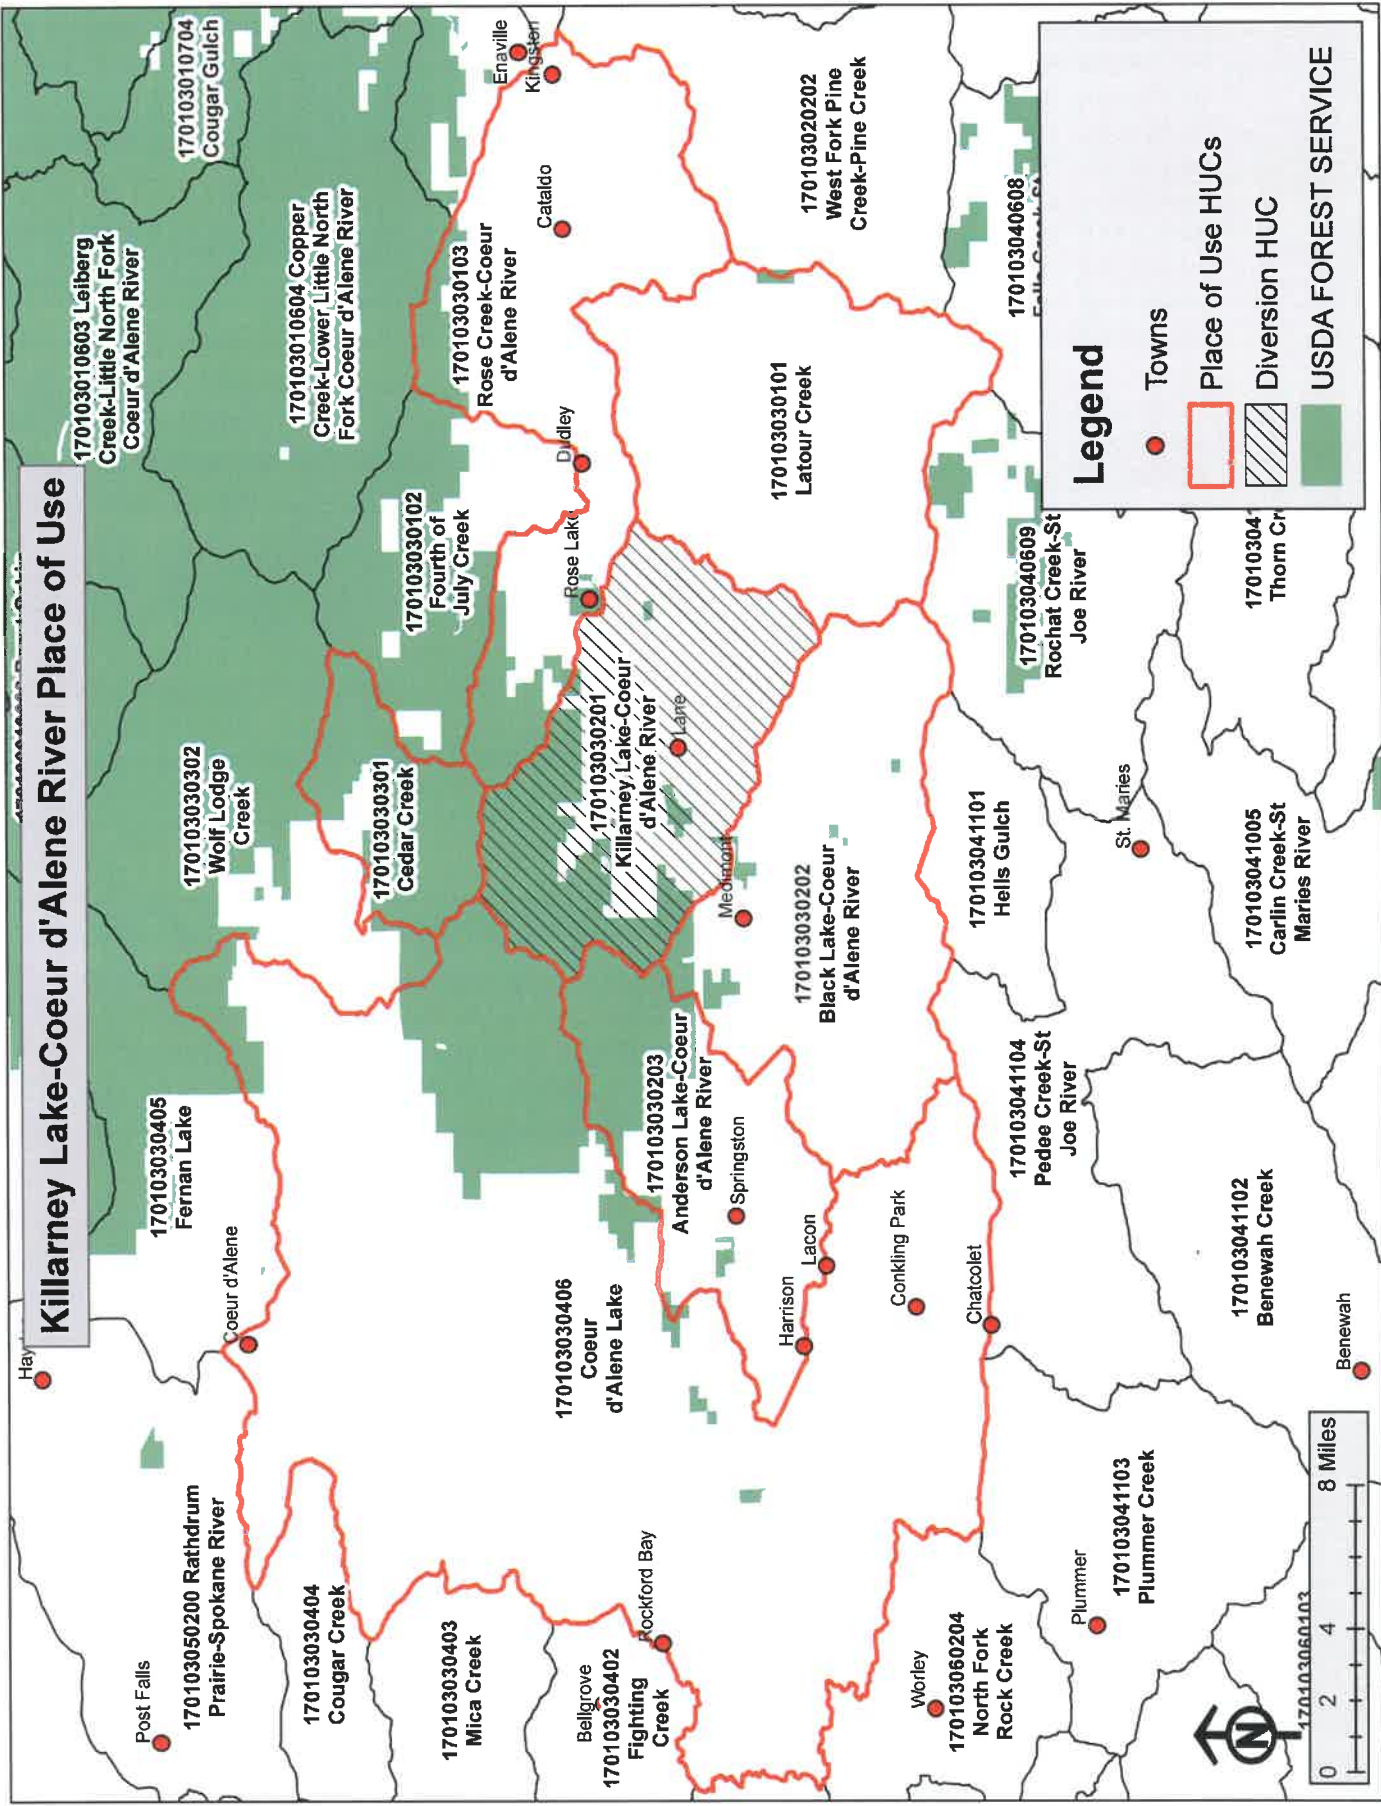 Killarney Lake-Coeur d'Alene River Place of Use
170103010603 Leiberg
Creek-Little North Fork
Coeur d'Alene River
170103010704
Cougar Gulch
170103010604 Copper
Creek-Lower Little North
Fork Coeur d'Alene River
170103030302
Wolf Lodge
Creek
170103030405
Fernan Lake
Coeur d'Alene
Post Falls
170103050200 Rathdrum
Prairie-Spokane River
170103030404
Cougar Creek
170103030403
Mica Creek
Bellgrove
170103030402
Fighting
Creek
Rockford Bay
170103030406
Coeur
d'Alene Lake
170103030301
Cedar Creek
170103030102
Fourth of
July Creek
170103030103
Rose Creek-Coeur
d'Alene River
Enaville
Kingston
Cataldo
Dudley
Rose Lake
170103030201
Killarney Lake-Coeur
d'Alene River
Lane
Medimont
170103030203
Anderson Lake-Coeur
d'Alene River
Springston
Lacon
Harrison
Conkling Park
Chatcolet
170103030202
Black Lake-Coeur
d'Alene River
170103030101
Latour Creek
170103020202
West Fork Pine
Creek-Pine Creek
170103040608
170103040609
Rochat Creek-St
Joe River
170103041101
Hells Gulch
St. Maries
170103041005
Carlin Creek-St
Maries River
170103041104
Pedee Creek-St
Joe River
170103041102
Benewah Creek
Benewah
Plummer
170103041103
Plummer Creek
Worley
170103060204
North Fork
Rock Creek
170103060103
Legend
Towns
Place of Use HUCs
Diversion HUC
USDA FOREST SERVICE
N
0 2 4 8 Miles